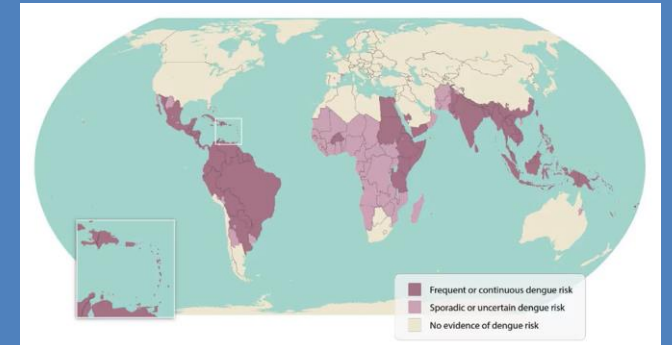 Frequent or continuous dengue risk
Sporadic or uncertain dengue risk
No evidence of dengue risk